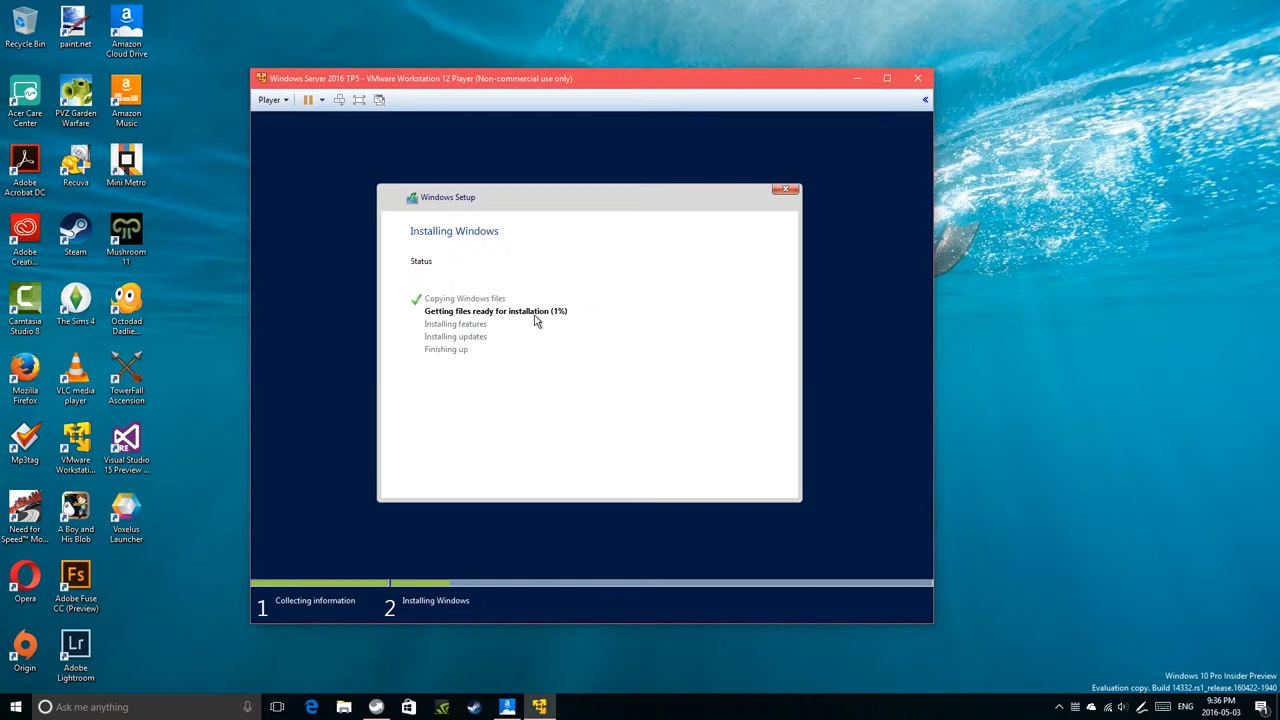 Recycle Bin
paint.net
Amazon
Cloud Drive
Acer Care
Center
PVZ Garden
Warfare
Amazon
Music
Adobe
Acrobat DC
Recuva
Mini Metro
Adobe
Creati...
Steam
Mushroom
11
Camtasia
Studio 8
The Sims 4
Octodad
Dadlie...
Mozilla
Firefox
VLC media
player
TowerFall
Ascension
Mp3tag
VMware
Workstati...
Visual Studio
15 Preview ...
Need for
Speed™ Mo...
A Boy and
His Blob
Voxelus
Launcher
Opera
Adobe Fuse
CC (Preview)
Origin
Adobe
Lightroom
Windows Server 2016 TP5 - VMware Workstation 12 Player (Non-commercial use only)
Player
Windows Setup
Installing Windows
Status
Copying Windows files
Getting files ready for installation (1%)
Installing features
Installing updates
Finishing up
1 Collecting information
2 Installing Windows
Windows 10 Pro Insider Preview
Evaluation copy. Build 14332.rs1_release.160422-1940
Ask me anything
ENG
9:36 PM
2016-05-03